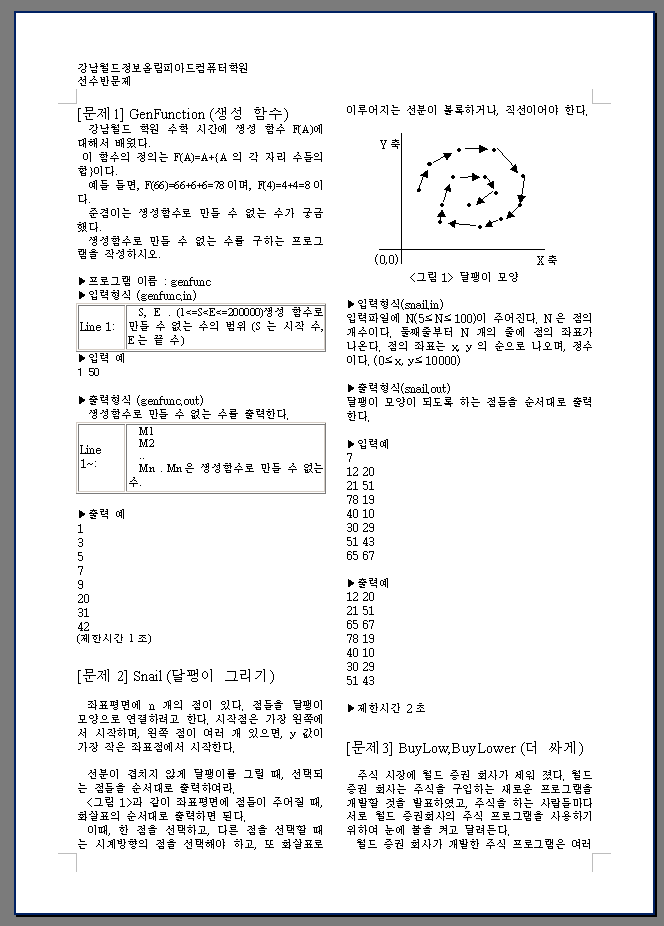 강남월드정보올림피아드컴퓨터학원
선수반문제
[문제1] GenFunction (생성 함수)
강남월드 학원 수학 시간에 생성 함수 F(A)에
대해서 배웠다.
이 함수의 정의는 F(A)=A+{A 의 각 자리 수들의
합}이다.
예들 들면, F(66)=66+6+6=78 이며, F(4)=4+4=8 이
다.
준겸이는 생성함수로 만들 수 없는 수가 궁금
했다.
생성함수로 만들 수 없는 수를 구하는 프로그
램을 작성하시오.
▶프로그램 이름 : genfunc
▶입력형식 (genfunc.in)
Line 1:
S, E . (1<=S<E<=200000)생성 함수로
만들 수 없는 수의 범위 (S 는 시작 수,
E 는 끝 수)
▶입력 예
1 50
▶출력형식 (genfunc.out)
생성함수로 만들 수 없는 수를 출력한다.
Line
1~:
M1
M2
..
Mn . Mn 은 생성함수로 만들 수 없는
수.
▶출력 예
1
3
5
7
9
20
31
42
(제한시간 1 초)
[문제 2] Snail (달팽이 그리기)
좌표평면에 n 개의 점이 있다. 점들을 달팽이
모양으로 연결하려고 한다. 시작점은 가장 왼쪽에
서 시작하며, 왼쪽 점이 여러 개 있으면, y 값이
가장 작은 좌표점에서 시작한다.
선분이 겹치지 않게 달팽이를 그릴 때, 선택되
는 점들을 순서대로 출력하여라.
<그림 1>과 같이 좌표평면에 점들이 주어질 때,
화살표의 순서대로 출력하면 된다.
이때, 한 점을 선택하고, 다른 점을 선택할 때
는 시계방향의 점을 선택해야 하고, 또 화살표로
이루어지는 선분이 볼록하거나, 직선이어야 한다.
Y 축
(0,0)
X 축
<그림 1> 달팽이 모양
▶입력형식(snail.in)
입력파일에 N(5≤N≤100)이 주어진다. N 은 점의
개수이다. 둘째줄부터 N 개의 줄에 점의 좌표가
나온다. 점의 좌표는 x, y 의 순으로 나오며, 정수
이다. (0≤x, y≤10000)
▶출력형식(snail.out)
달팽이 모양이 되도록 하는 점들을 순서대로 출력
한다.
▶입력예
7
12 20
21 51
78 19
40 10
30 29
51 43
65 67
▶출력예
12 20
21 51
65 67
78 19
40 10
30 29
51 43
▶제한시간 2 초
[문제3] BuyLow,BuyLower (더 싸게)
주식 시장에 월드 증권 회사가 세워 졌다. 월드
증권 회사는 주식을 구입하는 새로운 프로그램을
개발할 것을 발표하였고, 주식을 하는 사람들마다
서로 월드 증권회사의 주식 프로그램을 사용하기
위하여 눈에 불을 켜고 달려든다.
월드 증권 회사가 개발한 주식 프로그램은 여러